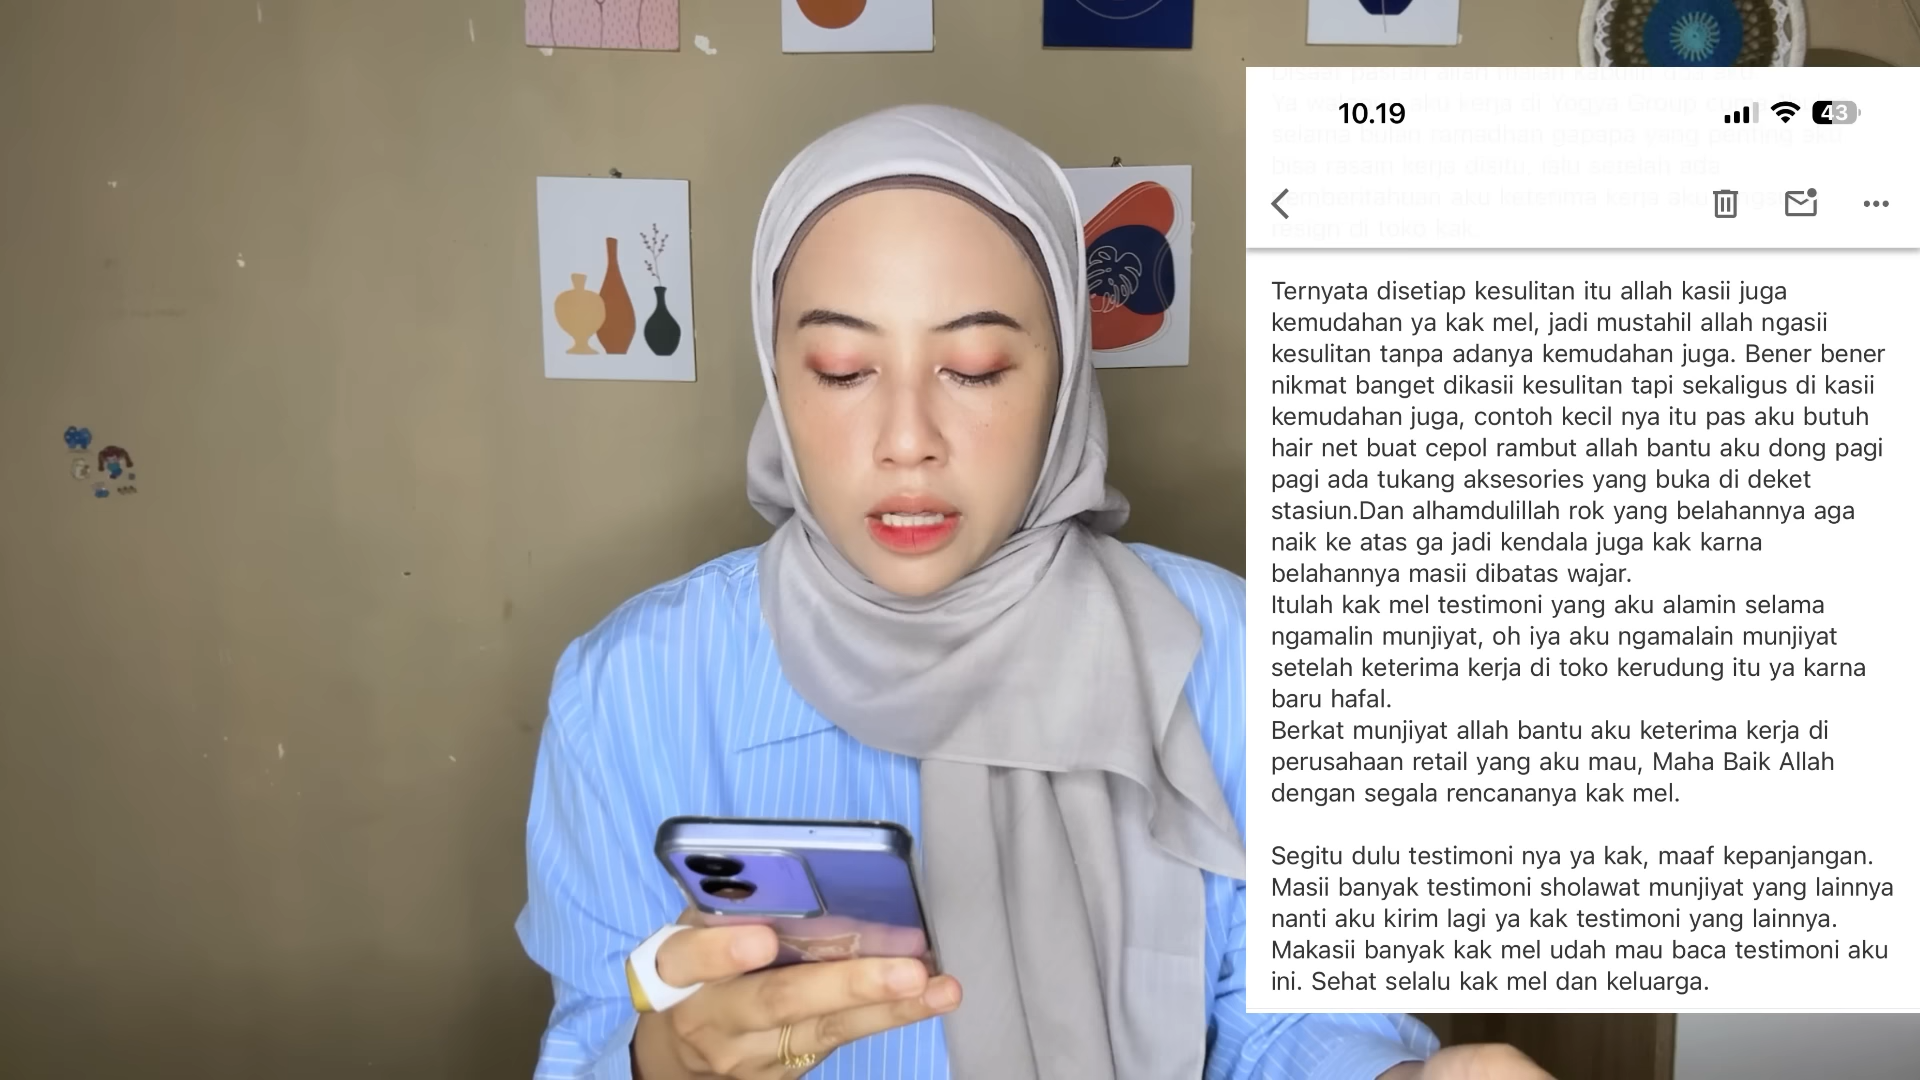 10.19
43
Ternyata disetiap kesulitan itu allah kasii juga
kemudahan ya kak mel, jadi mustahil allah ngasii
kesulitan tanpa adanya kemudahan juga. Bener bener
nikmat banget dikasii kesulitan tapi sekaligus di kasii
kemudahan juga, contoh kecil nya itu pas aku butuh
hair net buat cepol rambut allah bantu aku dong pagi
pagi ada tukang aksesories yang buka di deket
stasiun.Dan alhamdulillah rok yang belahannya aga
naik ke atas ga jadi kendala juga kak karna
belahannya masii dibatas wajar.
Itulah kak mel testimoni yang aku alamin selama
ngamalin munjiyat, oh iya aku ngamalain munjiyat
setelah keterima kerja di toko kerudung itu ya karna
baru hafal.
Berkat munjiyat allah bantu aku keterima kerja di
perusahaan retail yang aku mau, Maha Baik Allah
dengan segala rencananya kak mel.
Segitu dulu testimoni nya ya kak, maaf kepanjangan.
Masii banyak testimoni sholawat munjiyat yang lainnya
nanti aku kirim lagi ya kak testimoni yang lainnya.
Makasii banyak kak mel udah mau baca testimoni aku
ini. Sehat selalu kak mel dan keluarga.